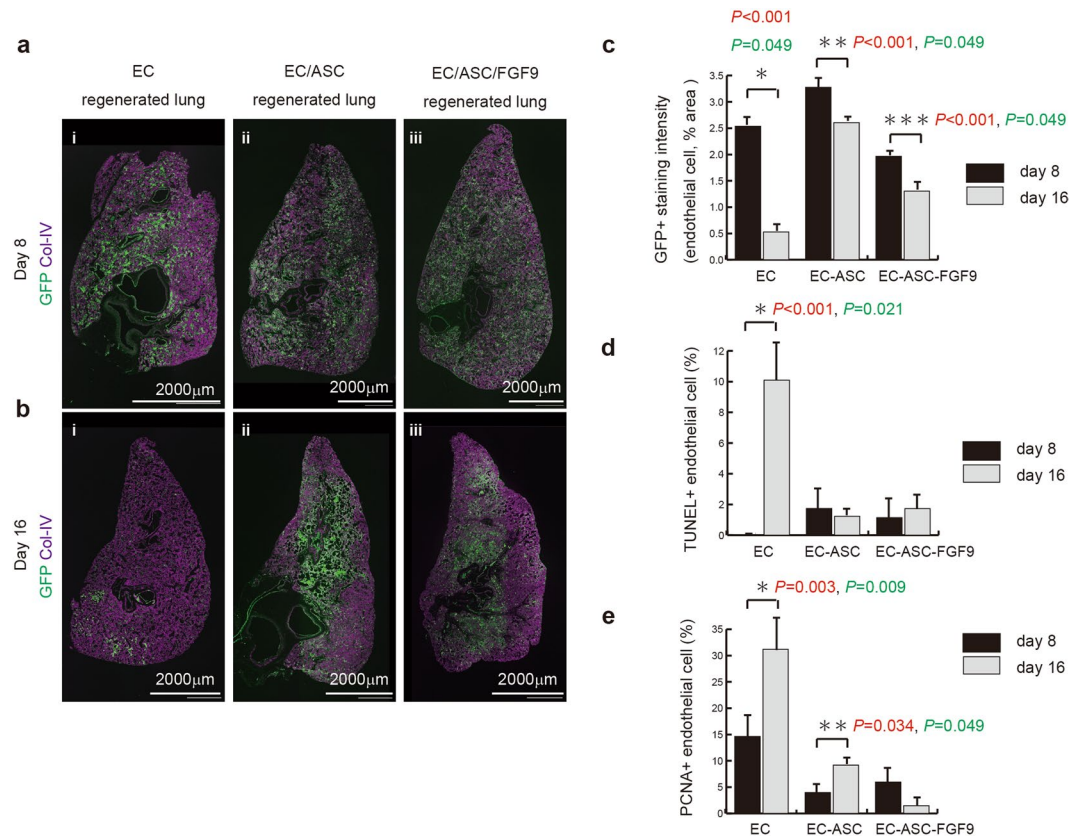 a
EC
regenerated lung
EC/ASC
regenerated lung
EC/ASC/FGF9
regenerated lung
Day 8
GFP Col-IV
i
2000μm
ii
2000μm
iii
2000μm
b
Day 16
GFP Col-IV
i
2000μm
ii
2000μm
iii
2000μm
c
P<0.001
P=0.049
*
** P<0.001, P=0.049
*** P<0.001, P=0.049
GFP+ staining intensity
(endothelial cell, % area)
3.5
3.0
2.5
2.0
1.5
1.0
0.5
0.0
EC
EC-ASC
EC-ASC-FGF9
day 8
day 16
d
* P<0.001, P=0.021
TUNEL+ endothelial cell (%)
12
10
8
6
4
2
0
EC
EC-ASC
EC-ASC-FGF9
day 8
day 16
e
* P=0.003, P=0.009
** P=0.034, P=0.049
PCNA+ endothelial cell (%)
35
30
25
20
15
10
5
0
EC
EC-ASC
EC-ASC-FGF9
day 8
day 16